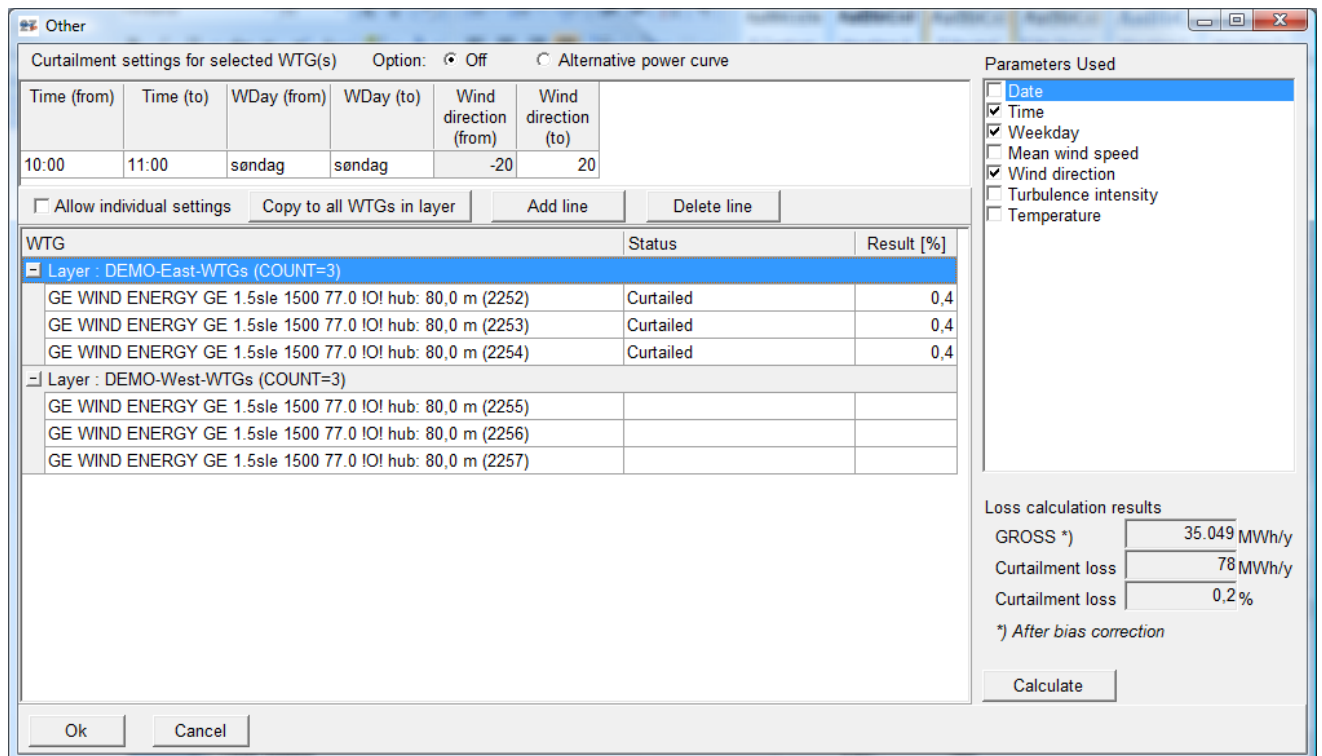 Other
Curtailment settings for selected WTG(s) Option: Off Alternative power curve
Time (from) Time (to) WDay (from) WDay (to) Wind direction (from) Wind direction (to)
10:00 11:00 søndag søndag -20 20
Allow individual settings Copy to all WTGs in layer Add line Delete line
WTG Status Result [%]
Layer : DEMO-East-WTGs (COUNT=3)
GE WIND ENERGY GE 1.5sle 1500 77.0 !O! hub: 80,0 m (2252) Curtailed 0,4
GE WIND ENERGY GE 1.5sle 1500 77.0 !O! hub: 80,0 m (2253) Curtailed 0,4
GE WIND ENERGY GE 1.5sle 1500 77.0 !O! hub: 80,0 m (2254) Curtailed 0,4
Layer : DEMO-West-WTGs (COUNT=3)
GE WIND ENERGY GE 1.5sle 1500 77.0 !O! hub: 80,0 m (2255)
GE WIND ENERGY GE 1.5sle 1500 77.0 !O! hub: 80,0 m (2256)
GE WIND ENERGY GE 1.5sle 1500 77.0 !O! hub: 80,0 m (2257)
Parameters Used
Date
Time
Weekday
Mean wind speed
Wind direction
Turbulence intensity
Temperature
Loss calculation results
GROSS *) 35.049 MWh/y
Curtailment loss 78 MWh/y
Curtailment loss 0,2 %
*) After bias correction
Calculate
Ok Cancel